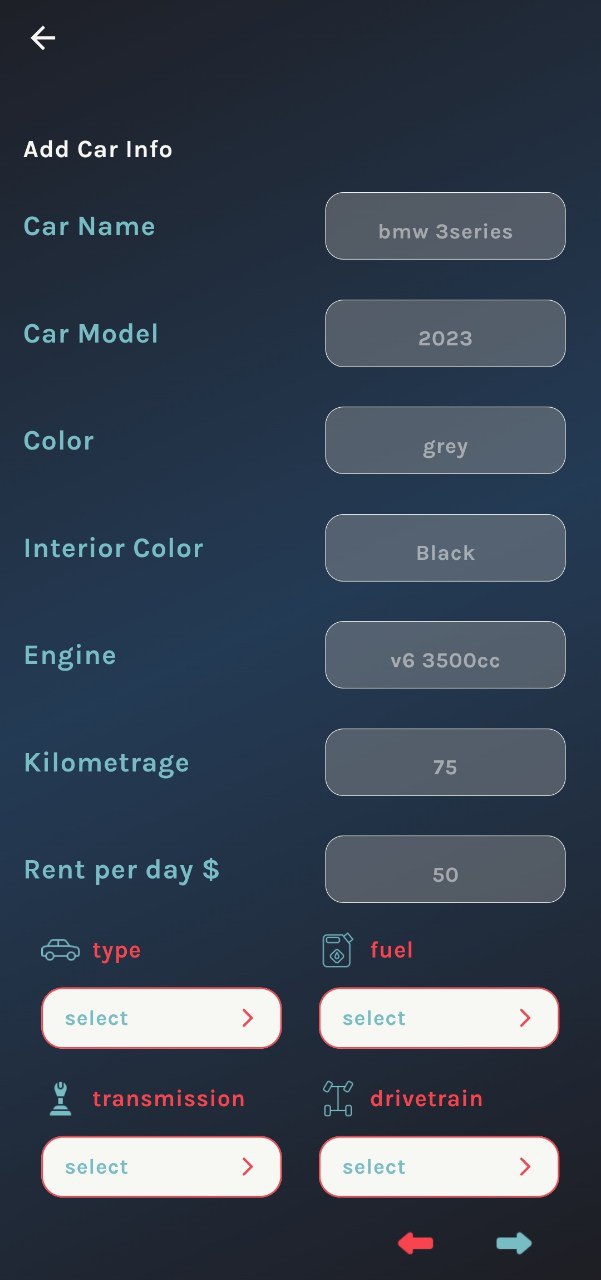 Add Car Info
Car Name
bmw 3series
Car Model
2023
Color
grey
Interior Color
Black
Engine
v6 3500cc
Kilometrage
75
Rent per day $
50
type
fuel
select
select
transmission
drivetrain
select
select